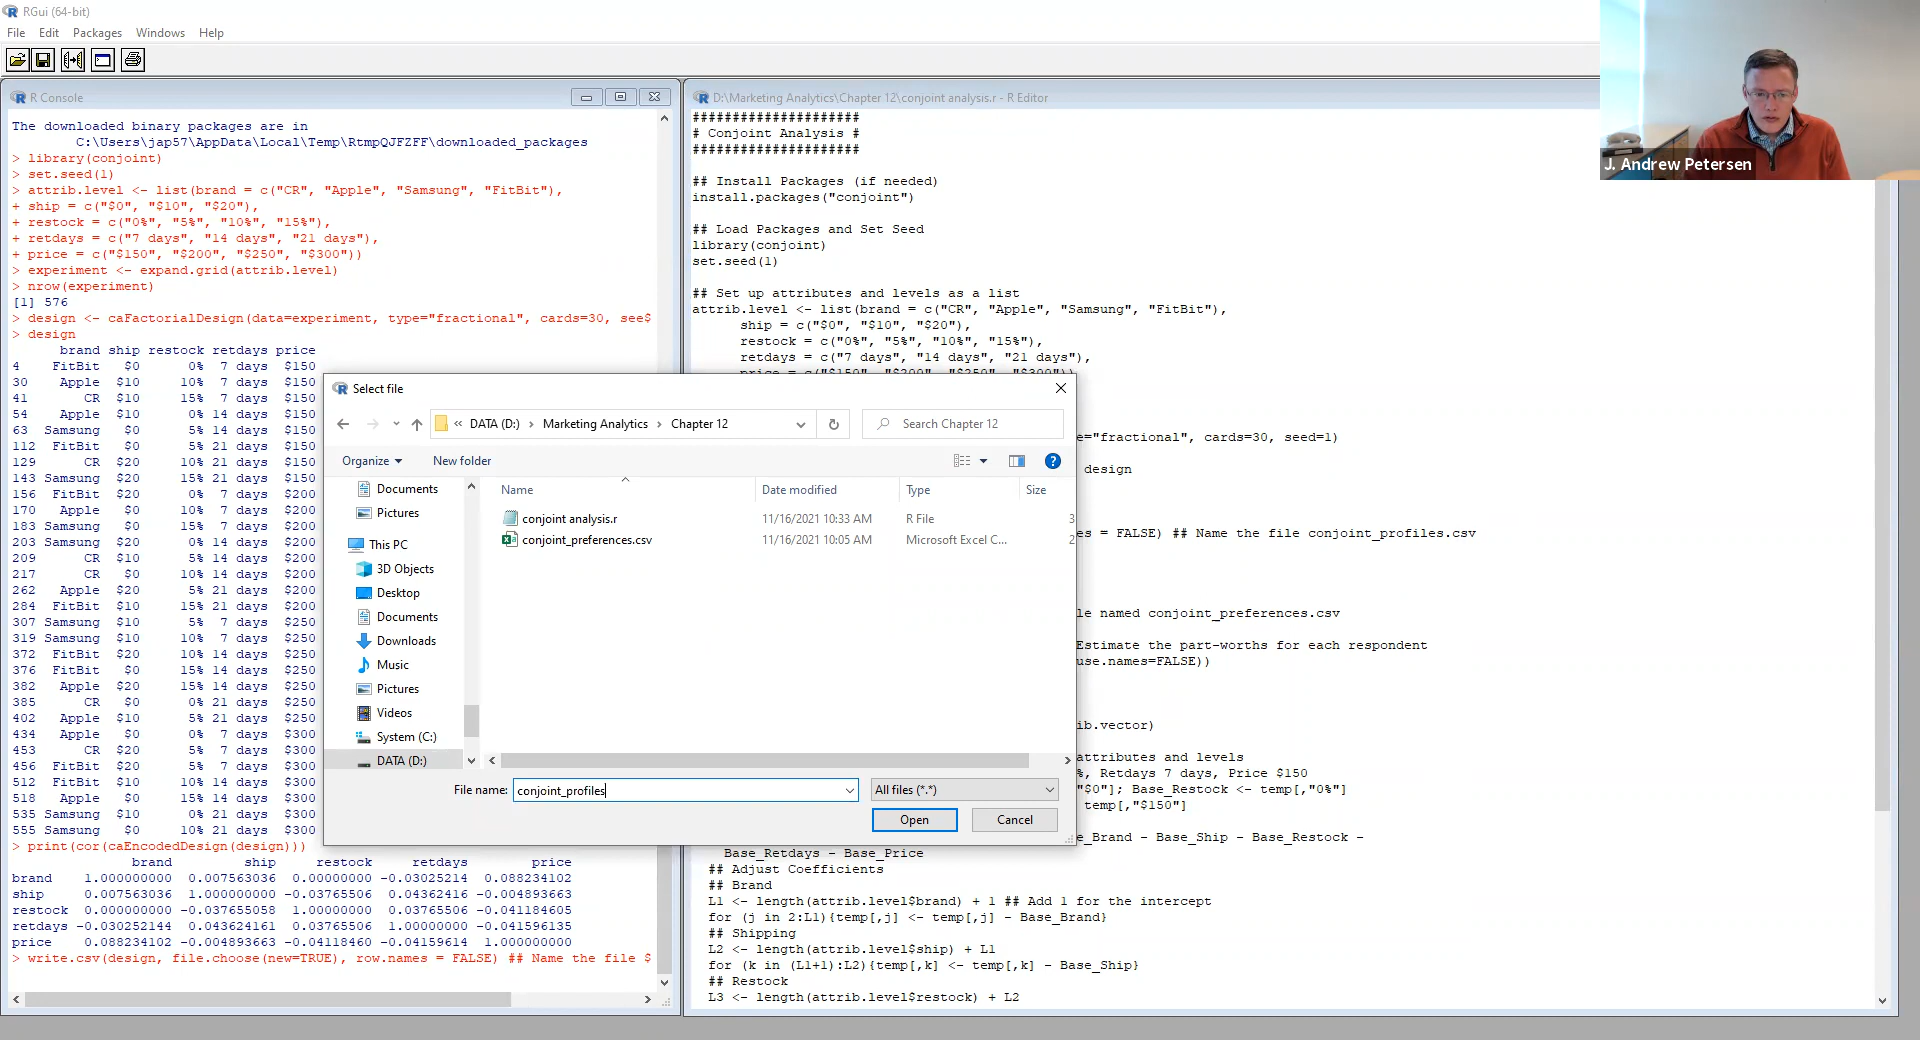 RGui (64-bit)
File Edit Packages Windows Help
R Console
The downloaded binary packages are in
C:\Users\jap57\AppData\Local\Temp\RtmpQJFZFF\downloaded_packages
> library(conjoint)
> set.seed(1)
> attrib.level <- list(brand = c("CR", "Apple", "Samsung", "FitBit"),
+ ship = c("$0", "$10", "$20"),
+ restock = c("0%", "5%", "10%", "15%"),
+ retdays = c("7 days", "14 days", "21 days"),
+ price = c("$150", "$200", "$250", "$300"))
> experiment <- expand.grid(attrib.level)
> nrow(experiment)
[1] 576
> design <- caFactorialDesign(data=experiment, type="fractional", cards=30, see$
> design
brand ship restock retdays price
4 FitBit $0 0% 7 days $150
30 Apple $10 10% 7 days $150
41 CR $10 15% 7 days $150
54 Apple $10 0% 14 days $150
63 Samsung $0 5% 14 days $150
112 FitBit $0 5% 21 days $150
129 CR $20 10% 21 days $150
143 Samsung $20 15% 21 days $150
156 FitBit $20 0% 7 days $200
170 Apple $0 10% 7 days $200
183 Samsung $0 15% 7 days $200
203 Samsung $20 0% 14 days $200
209 CR $10 5% 14 days $200
217 CR $0 10% 14 days $200
262 Apple $20 5% 21 days $200
284 FitBit $10 15% 21 days $200
307 Samsung $10 5% 7 days $250
319 Samsung $10 10% 7 days $250
372 FitBit $20 10% 14 days $250
376 FitBit $0 15% 14 days $250
382 Apple $20 15% 14 days $250
385 CR $0 0% 21 days $250
402 Apple $10 5% 21 days $250
434 Apple $0 0% 7 days $300
453 CR $20 5% 7 days $300
456 FitBit $20 5% 7 days $300
512 FitBit $10 10% 14 days $300
518 Apple $0 15% 14 days $300
535 Samsung $10 0% 21 days $300
555 Samsung $0 10% 21 days $300
> print(cor(caEncodedDesign(design)))
brand ship restock retdays price
brand 1.000000000 0.007563036 0.00000000 -0.03025214 0.088234102
ship 0.007563036 1.000000000 -0.03765506 0.04362416 -0.004893663
restock 0.000000000 -0.037655058 1.00000000 0.03765506 -0.041184605
retdays -0.030252144 0.043624161 0.03765506 1.00000000 -0.041596135
price 0.088234102 -0.004893663 -0.04118460 -0.04159614 1.000000000
> write.csv(design, file.choose(new=TRUE), row.names = FALSE) ## Name the file $
D:\Marketing Analytics\Chapter 12\conjoint analysis.r - R Editor
#####################
# Conjoint Analysis #
#####################
## Install Packages (if needed)
install.packages("conjoint")
## Load Packages and Set Seed
library(conjoint)
set.seed(1)
## Set up attributes and levels as a list
attrib.level <- list(brand = c("CR", "Apple", "Samsung", "FitBit"),
ship = c("$0", "$10", "$20"),
restock = c("0%", "5%", "10%", "15%"),
retdays = c("7 days", "14 days", "21 days"),
price = c("$150", "$200", "$250", "$300"))
e="fractional", cards=30, seed=1)
design
es = FALSE) ## Name the file conjoint_profiles.csv
le named conjoint_preferences.csv
Estimate the part-worths for each respondent
use.names=FALSE))
ib.vector)
attributes and levels
%, Retdays 7 days, Price $150
"$0"]; Base_Restock <- temp[,"0%"]
temp[,"$150"]
e_Brand - Base_Ship - Base_Restock -
Base_Retdays - Base_Price
## Adjust Coefficients
## Brand
L1 <- length(attrib.level$brand) + 1 ## Add 1 for the intercept
for (j in 2:L1){temp[,j] <- temp[,j] - Base_Brand}
## Shipping
L2 <- length(attrib.level$ship) + L1
for (k in (L1+1):L2){temp[,k] <- temp[,k] - Base_Ship}
## Restock
L3 <- length(attrib.level$restock) + L2
Select file
« DATA (D:) › Marketing Analytics › Chapter 12
Search Chapter 12
Organize New folder
Documents
Pictures
This PC
3D Objects
Desktop
Documents
Downloads
Music
Pictures
Videos
System (C:)
DATA (D:)
Name Date modified Type Size
conjoint analysis.r 11/16/2021 10:33 AM R File 3
conjoint_preferences.csv 11/16/2021 10:05 AM Microsoft Excel C... 2
File name: conjoint_profiles All files (*.*)
Open Cancel
J. Andrew Petersen